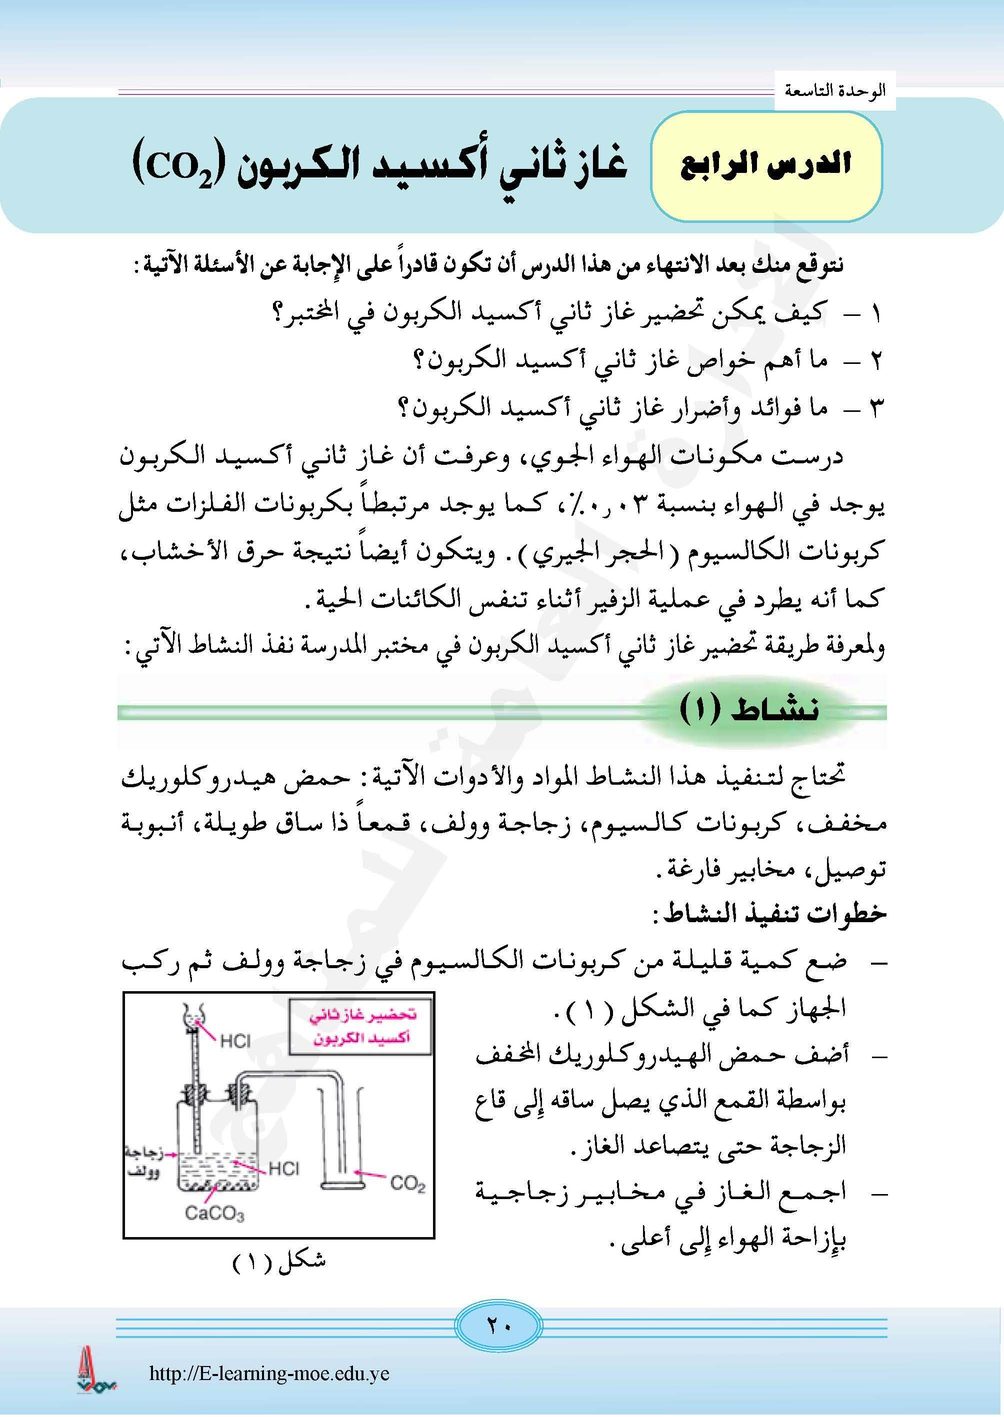 الوحدة التاسعة
الدرس الرابع
غاز ثاني أكسيد الكربون (CO₂)
نتوقع منك بعد الانتهاء من هذا الدرس أن تكون قادراً على الإجابة عن الأسئلة الآتية:
١ – كيف يمكن تحضير غاز ثاني أكسيد الكربون في المختبر؟
٢ – ما أهم خواص غاز ثاني أكسيد الكربون؟
٣ – ما فوائد وأضرار غاز ثاني أكسيد الكربون؟
درست مكونات الهواء الجوي، وعرفت أن غاز ثاني أكسيد الكربون
يوجد في الهواء بنسبة ٠٫٠٣٪، كما يوجد مرتبطاً بكربونات الفلزات مثل
كربونات الكالسيوم (الحجر الجيري). ويتكون أيضاً نتيجة حرق الأخشاب،
كما أنه يطرد في عملية الزفير أثناء تنفس الكائنات الحية.
ولمعرفة طريقة تحضير غاز ثاني أكسيد الكربون في مختبر المدرسة نفذ النشاط الآتي:
نشاط (١)
تحتاج لتنفيذ هذا النشاط المواد والأدوات الآتية: حمض هيدروكلوريك
مخفف، كربونات كالسيوم، زجاجة وولف، قمعاً ذا ساق طويلة، أنبوبة
توصيل، مخابير فارغة.
خطوات تنفيذ النشاط:
– ضع كمية قليلة من كربونات الكالسيوم في زجاجة وولف ثم ركب
الجهاز كما في الشكل (١).
– أضف حمض الهيدروكلوريك المخفف
بواسطة القمع الذي يصل ساقه إلى قاع
الزجاجة حتى يتصاعد الغاز.
– اجمع الغاز في مخابير زجاجية
بإزاحة الهواء إلى أعلى.
تحضير غاز ثاني
أكسيد الكربون
HCl
زجاجة
وولف
HCl
CO₂
CaCO₃
شكل (١)
٢٠
http://E-learning-moe.edu.ye
الإدارة العامة للمناهج